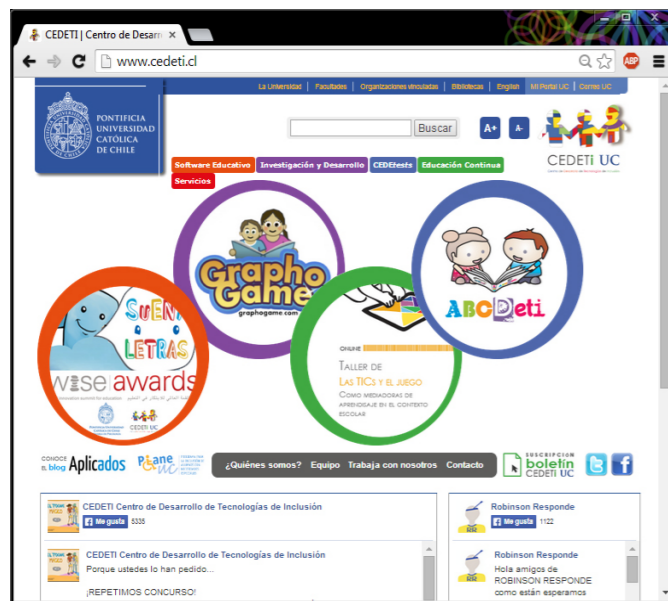 CEDETI | Centro de Desarr
www.cedeti.cl
ABP
La Universidad | Facultades | Organizaciones vinculadas | Bibliotecas | English Mi Portal UC | Correo UC
PONTIFICIA
UNIVERSIDAD
CATÓLICA
DE CHILE
Buscar A+ A-
CEDETi UC
Software Educativo Investigación y Desarrollo CEDEtests Educación Continua
Servicios
Grapho
Game
graphogame.com
ABCDeti
SUEÑA
LETRAS
wise awards
CEDETi UC
ONLINE
TALLER DE
LAS TICS Y EL JUEGO
COMO MEDIADORAS DE
APRENDIZAJE EN EL CONTEXTO
ESCOLAR
CONOCE
EL blog Aplicados
Piane
UC
¿Quiénes somos? Equipo Trabaja con nosotros Contacto
SUSCRIPCIÓN
boletín
CEDETi UC
CEDETI Centro de Desarrollo de Tecnologías de Inclusión
Me gusta 5335
CEDETI Centro de Desarrollo de Tecnologías de Inclusión
Porque ustedes lo han pedido...
¡REPETIMOS CONCURSO!
Robinson Responde
Me gusta 1122
Robinson Responde
Hola amigos de
ROBINSON RESPONDE
como están esperamos